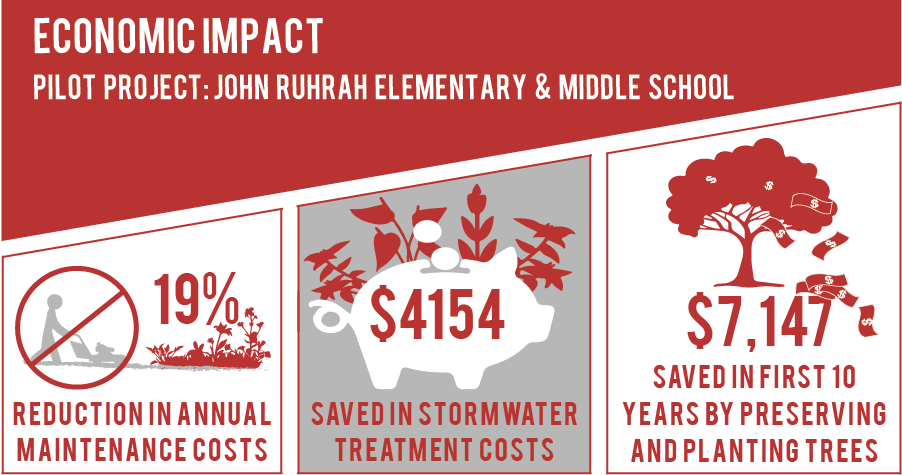 ECONOMIC IMPACT
PILOT PROJECT: JOHN RUHRAH ELEMENTARY & MIDDLE SCHOOL
19%
REDUCTION IN ANNUAL
MAINTENANCE COSTS
$4154
SAVED IN STORMWATER
TREATMENT COSTS
$ $ $
$ $
$ $ $ $
$
$7,147
SAVED IN FIRST 10
YEARS BY PRESERVING
AND PLANTING TREES